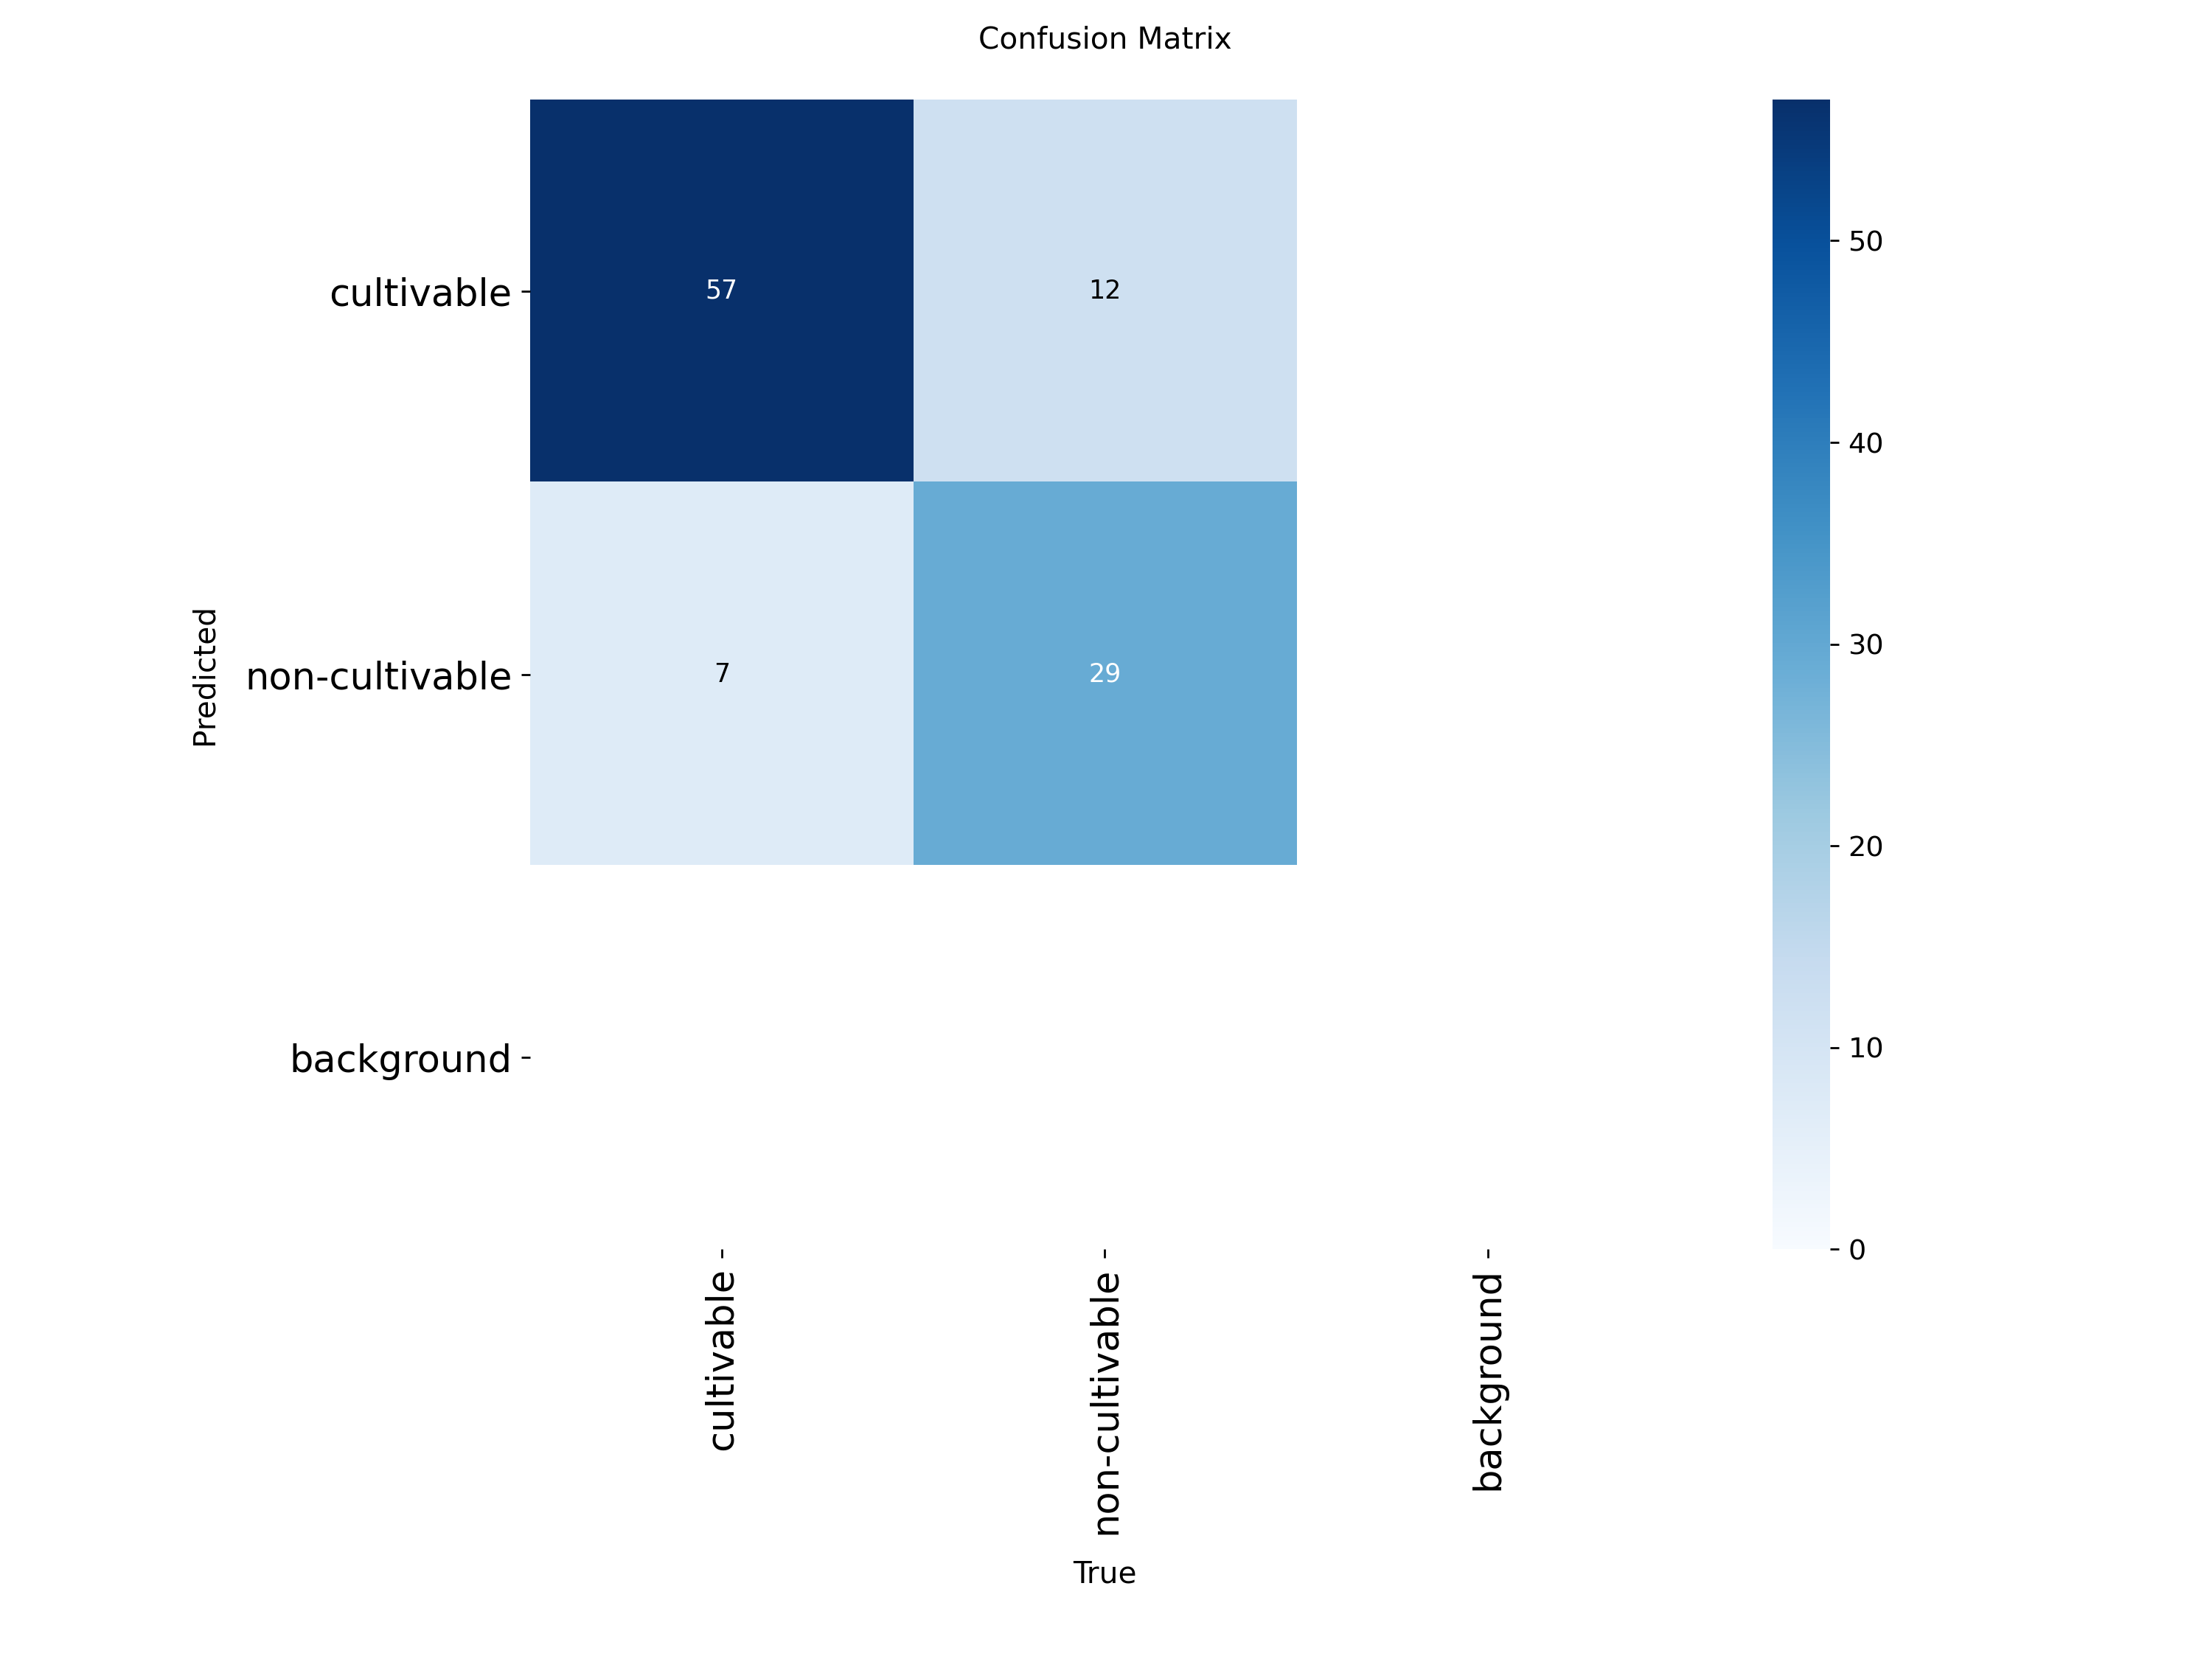 Confusion Matrix
cultivable
57
12
non-cultivable
7
29
background
Predicted
cultivable
non-cultivable
background
True
50
40
30
20
10
0